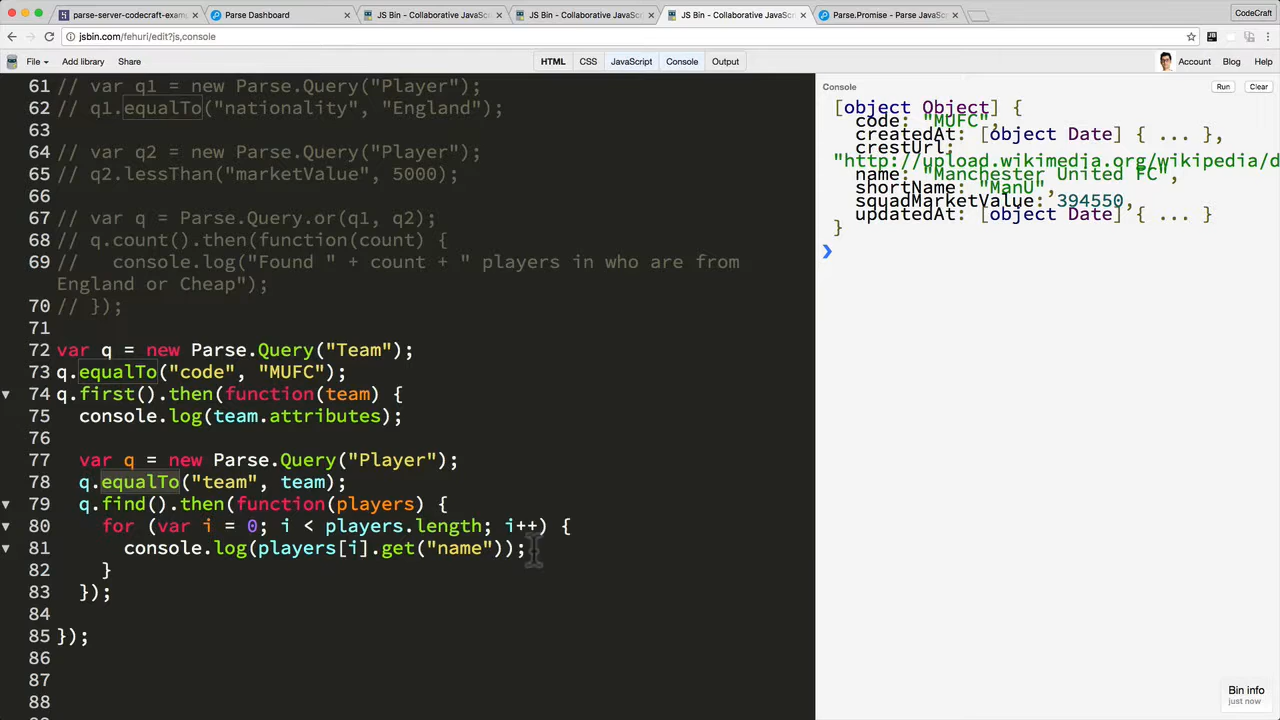 parse-server-codecraft-exam
Parse Dashboard
JS Bin - Collaborative JavaSc
JS Bin - Collaborative JavaSc
JS Bin - Collaborative JavaSc
Parse.Promise - Parse JavaSc
CodeCraft
jsbin.com/fehuri/edit?js,console
File
Add library
Share
HTML
CSS
JavaScript
Console
Output
Account
Blog
Help
61 // var q1 = new Parse.Query("Player");
62 // q1.equalTo("nationality", "England");
63
64 // var q2 = new Parse.Query("Player");
65 // q2.lessThan("marketValue", 5000);
66
67 // var q = Parse.Query.or(q1, q2);
68 // q.count().then(function(count) {
69 //   console.log("Found " + count + " players in who are from
England or Cheap");
70 // });
71
72 var q = new Parse.Query("Team");
73 q.equalTo("code", "MUFC");
74 q.first().then(function(team) {
75   console.log(team.attributes);
76
77   var q = new Parse.Query("Player");
78   q.equalTo("team", team);
79   q.find().then(function(players) {
80     for (var i = 0; i < players.length; i++) {
81       console.log(players[i].get("name"));
82     }
83   });
84
85 });
86
87
88
Console
Run
Clear
[object Object] {
code: "MUFC",
createdAt: [object Date] { ... },
crestUrl:
"http://upload.wikimedia.org/wikipedia/d
name: "Manchester United FC",
shortName: "ManU",
squadMarketValue: 394550,
updatedAt: [object Date] { ... }
}
Bin info
just now